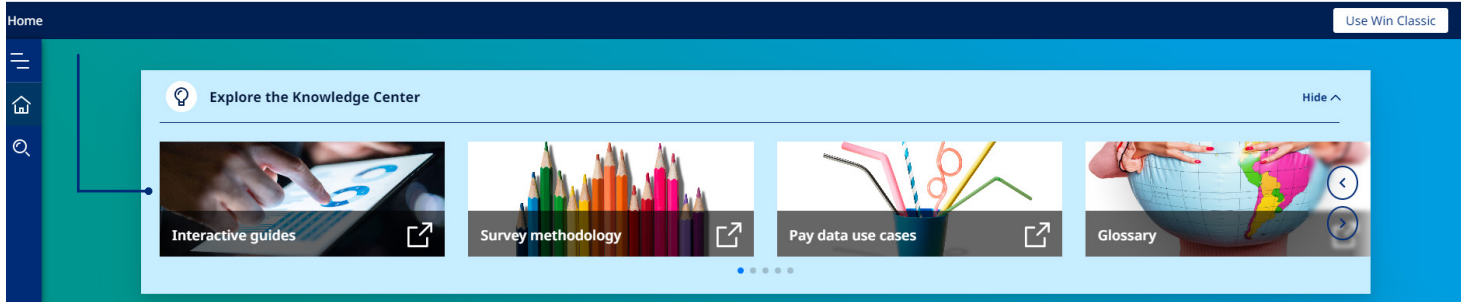 Home
Use Win Classic
Explore the Knowledge Center
Hide
Interactive guides
Survey methodology
Pay data use cases
Glossary